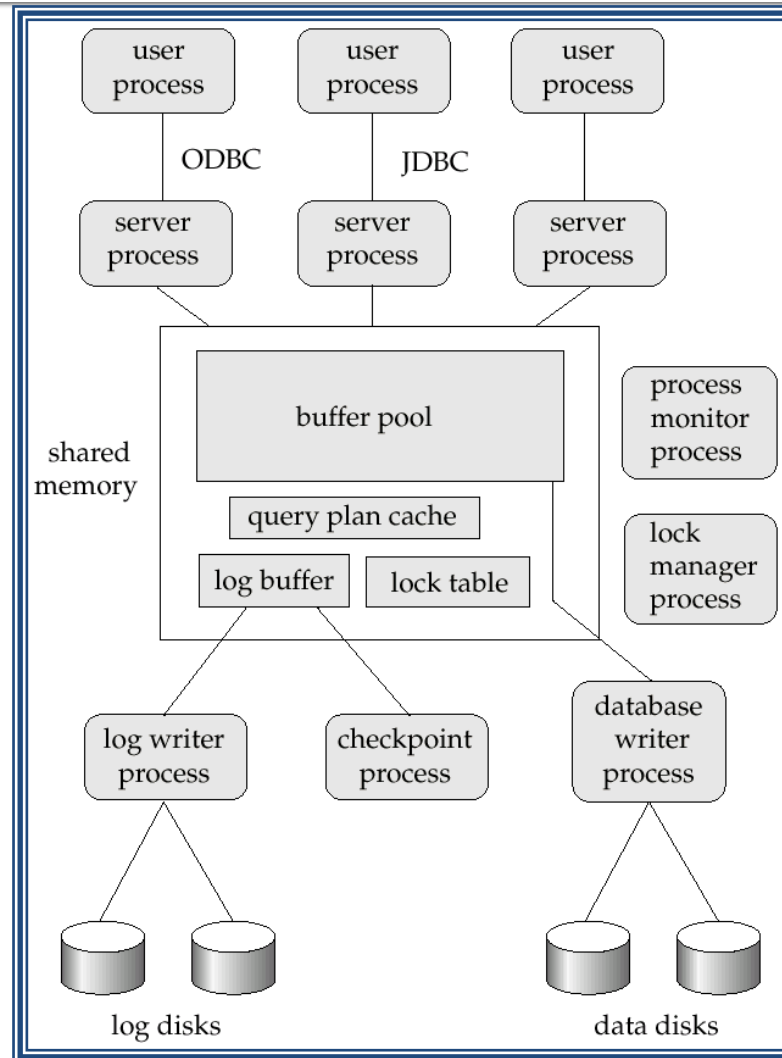 user
process
user
process
user
process
ODBC
JDBC
server
process
server
process
server
process
buffer pool
process
monitor
process
shared
memory
query plan cache
lock
manager
process
log buffer
lock table
log writer
process
checkpoint
process
database
writer
process
log disks
data disks